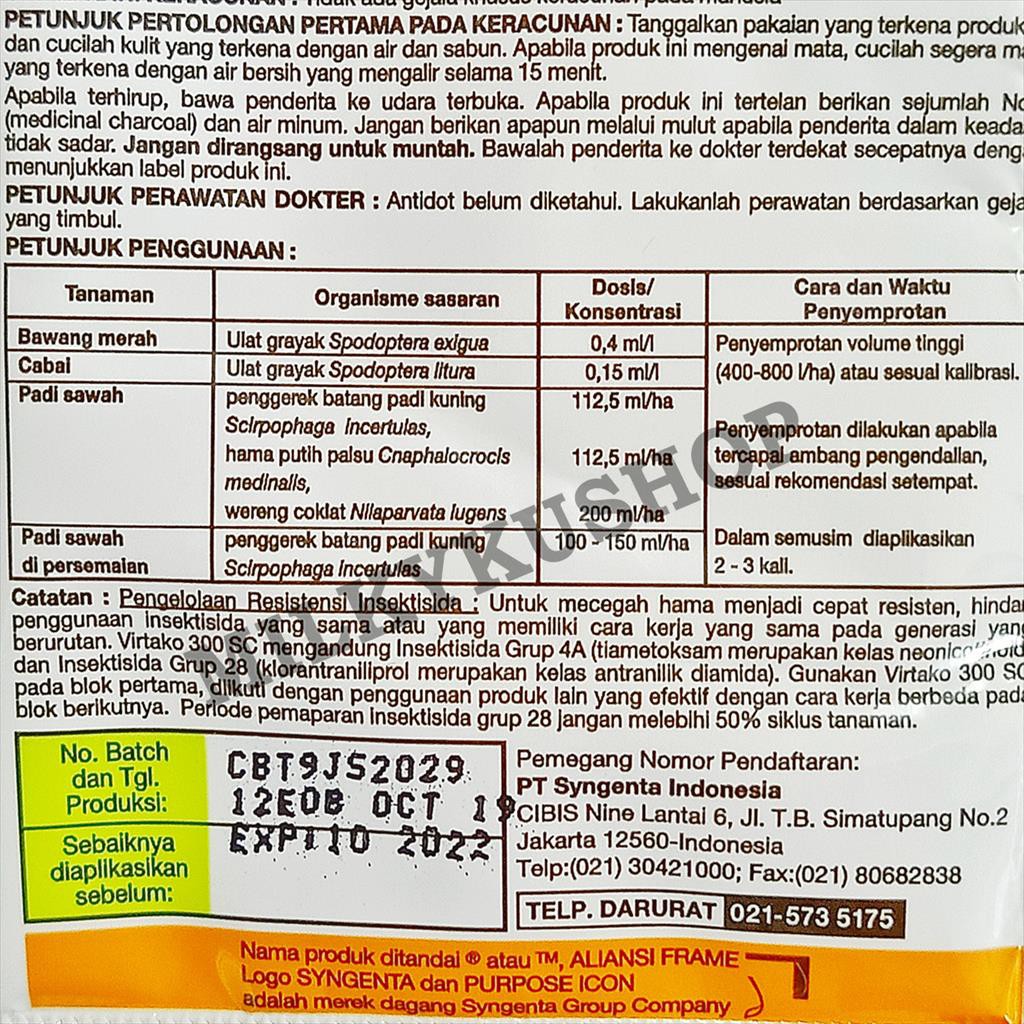 PETUNJUK PERTOLONGAN PERTAMA PADA KERACUNAN : Tanggalkan pakaian yang terkena produk
dan cucilah kulit yang terkena dengan air dan sabun. Apabila produk ini mengenai mata, cucilah segera
yang terkena dengan air bersih yang mengalir selama 15 menit.
Apabila terhirup, bawa penderita ke udara terbuka. Apabila produk ini tertelan berikan sejumlah
(medicinal charcoal) dan air minum. Jangan berikan apapun melalui mulut apabila penderita dalam
tidak sadar. Jangan dirangsang untuk muntah. Bawalah penderita ke dokter terdekat secepatnya
menunjukkan label produk ini.
PETUNJUK PERAWATAN DOKTER : Antidot belum diketahui. Lakukanlah perawatan berdasarkan
yang timbul.
PETUNJUK PENGGUNAAN :
Tanaman Organisme sasaran Dosis/ Konsentrasi Cara dan Waktu Penyemprotan
Bawang merah Ulat grayak Spodoptera exigua 0,4 ml/l Penyemprotan volume tinggi
Cabai Ulat grayak Spodoptera litura 0,15 ml/l (400-800 l/ha) atau sesuai kalibrasi.
Padi sawah penggerek batang padi kuning 112,5 ml/ha
Scirpophaga incertulas, Penyemprotan dilakukan apabila
hama putih palsu Cnaphalocrocis 112,5 ml/ha tercapai ambang pengendalian,
medinalis, sesuai rekomendasi setempat.
wereng coklat Nilaparvata lugens 200 ml/ha
Padi sawah penggerek batang padi kuning 100 - 150 ml/ha Dalam semusim diaplikasikan
di persemaian Scirpophaga incertulas 2 - 3 kali.
Catatan : Pengelolaan Resistensi Insektisida : Untuk mecegah hama menjadi cepat resisten,
penggunaan insektisida yang sama atau yang memiliki cara kerja yang sama pada generasi
berurutan. Virtako 300 SC mengandung Insektisida Grup 4A (tiametoksam merupakan kelas
dan Insektisida Grup 28 (klorantraniliprol merupakan kelas antranilik diamida). Gunakan Virtako 300 SC
pada blok pertama, diikuti dengan penggunaan produk lain yang efektif dengan cara kerja berbeda pada
blok berikutnya. Periode pemaparan insektisida grup 28 jangan melebihi 50% siklus tanaman.
MILKYKUSHOP
No. Batch
dan Tgl.
Produksi:
CBT9JS2029
12E08 OCT 19
Sebaiknya
diaplikasikan
sebelum:
EXP 10 2022
Pemegang Nomor Pendaftaran:
PT Syngenta Indonesia
CIBIS Nine Lantai 6, Jl. T.B. Simatupang No.2
Jakarta 12560-Indonesia
Telp:(021) 30421000; Fax:(021) 80682838
TELP. DARURAT 021-573 5175
Nama produk ditandai ® atau ™, ALIANSI FRAME
Logo SYNGENTA dan PURPOSE ICON
adalah merek dagang Syngenta Group Company